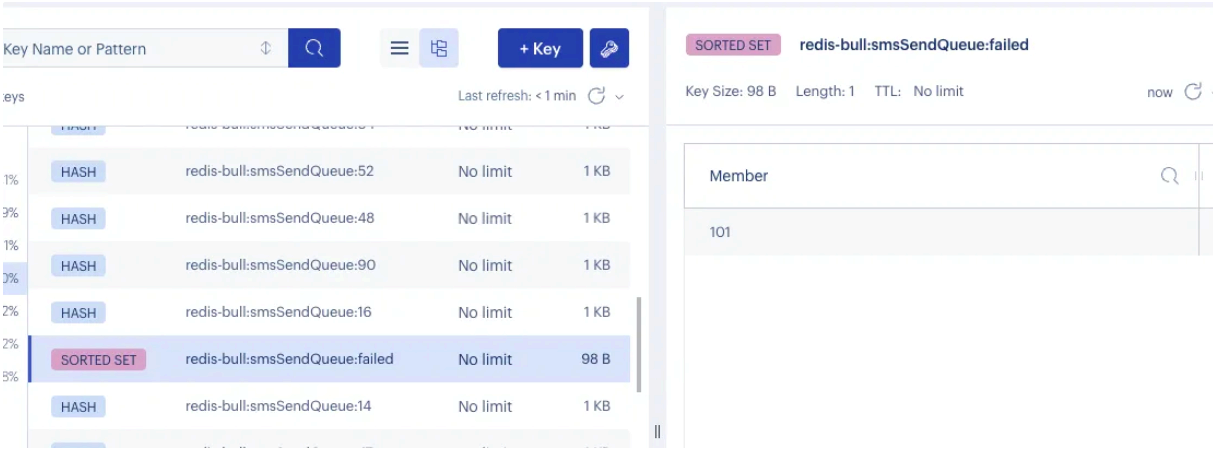 Key Name or Pattern
+ Key
Last refresh: < 1 min
HASH
No limit
1 KB
HASH redis-bull:smsSendQueue:52 No limit 1 KB
1%
HASH redis-bull:smsSendQueue:48 No limit 1 KB
9%
1%
HASH redis-bull:smsSendQueue:90 No limit 1 KB
0%
HASH redis-bull:smsSendQueue:16 No limit 1 KB
2%
2%
SORTED SET redis-bull:smsSendQueue:failed No limit 98 B
8%
HASH redis-bull:smsSendQueue:14 No limit 1 KB
SORTED SET redis-bull:smsSendQueue:failed
Key Size: 98 B Length: 1 TTL: No limit now
Member
101